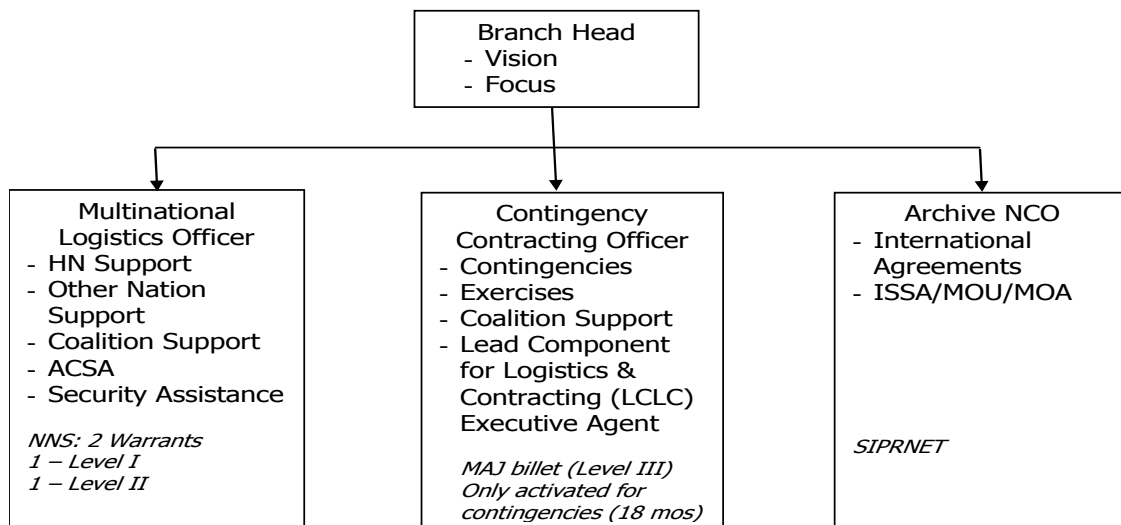 Branch Head
- Vision
- Focus
Multinational
Logistics Officer
- HN Support
- Other Nation
Support
- Coalition Support
- ACSA
- Security Assistance
NNS: 2 Warrants
1 – Level I
1 – Level II
Contingency
Contracting Officer
- Contingencies
- Exercises
- Coalition Support
- Lead Component
for Logistics &
Contracting (LCLC)
Executive Agent
MAJ billet (Level III)
Only activated for
contingencies (18 mos)
Archive NCO
- International
Agreements
- ISSA/MOU/MOA
SIPRNET